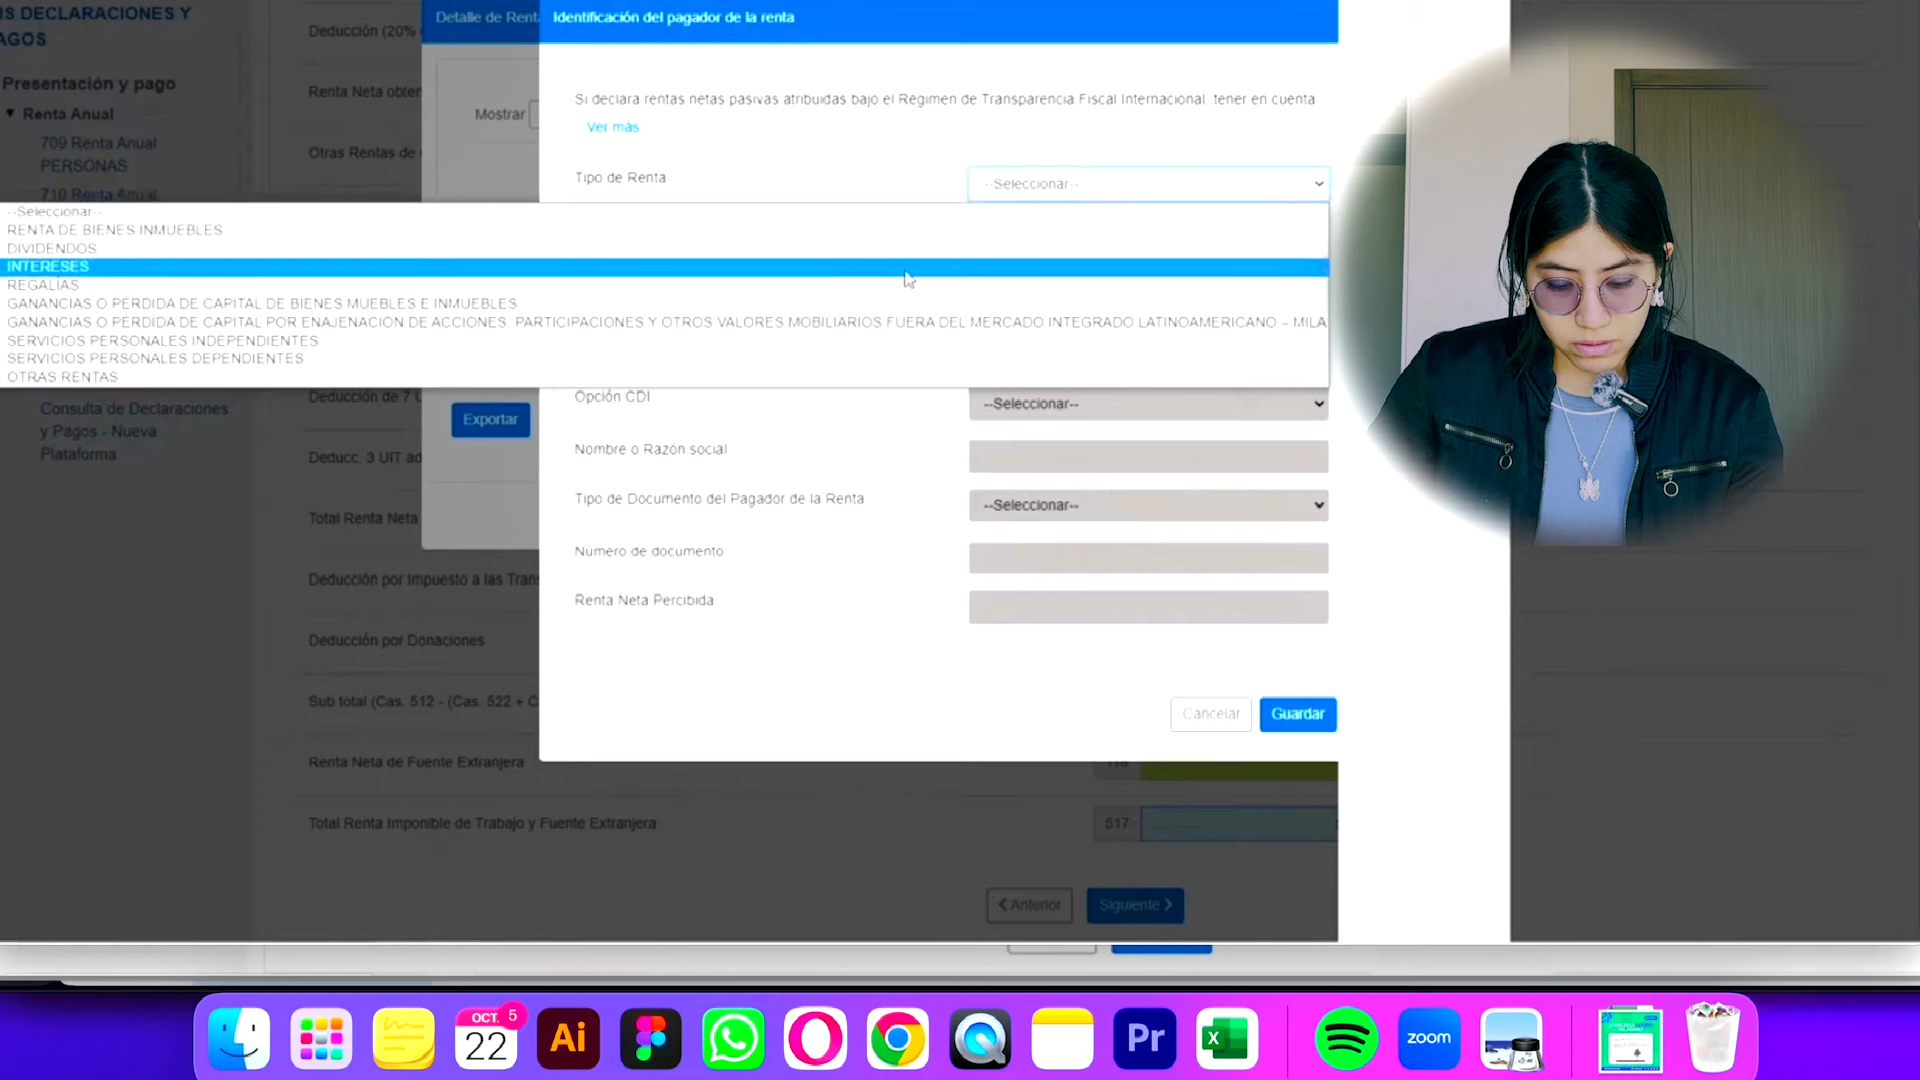 IS DECLARACIONES Y
AGOS
Presentación y pago
Renta Anual
709 Renta Anual
PERSONAS
710 Renta Anual
Consulta de Declaraciones
y Pagos - Nueva
Plataforma
Deducción (20%
Renta Neta obten
Otras Rentas de
Deducción de 7 U
Deducc. 3 UIT ad
Total Renta Neta
Deducción por Impuesto a las Tran
Deducción por Donaciones
Sub total (Cas. 512 - (Cas. 522 + C
Renta Neta de Fuente Extranjera
Total Renta Imponible de Trabajo y Fuente Extranjera
517
Anterior
Siguiente
Detalle de Rent
Mostrar
Exportar
Identificación del pagador de la renta
Si declara rentas netas pasivas atribuidas bajo el Régimen de Transparencia Fiscal Internacional, tener en cuenta
Ver más
Tipo de Renta
--Seleccionar--
--Seleccionar--
RENTA DE BIENES INMUEBLES
DIVIDENDOS
INTERESES
REGALÍAS
GANANCIAS O PÉRDIDA DE CAPITAL DE BIENES MUEBLES E INMUEBLES
GANANCIAS O PÉRDIDA DE CAPITAL POR ENAJENACIÓN DE ACCIONES, PARTICIPACIONES Y OTROS VALORES MOBILIARIOS FUERA DEL MERCADO INTEGRADO LATINOAMERICANO – MILA
SERVICIOS PERSONALES INDEPENDIENTES
SERVICIOS PERSONALES DEPENDIENTES
OTRAS RENTAS
Opción CDI
--Seleccionar--
Nombre o Razón social
Tipo de Documento del Pagador de la Renta
--Seleccionar--
Número de documento
Renta Neta Percibida
Cancelar
Guardar
OCT.
5
22
Ai
Pr
X
zoom